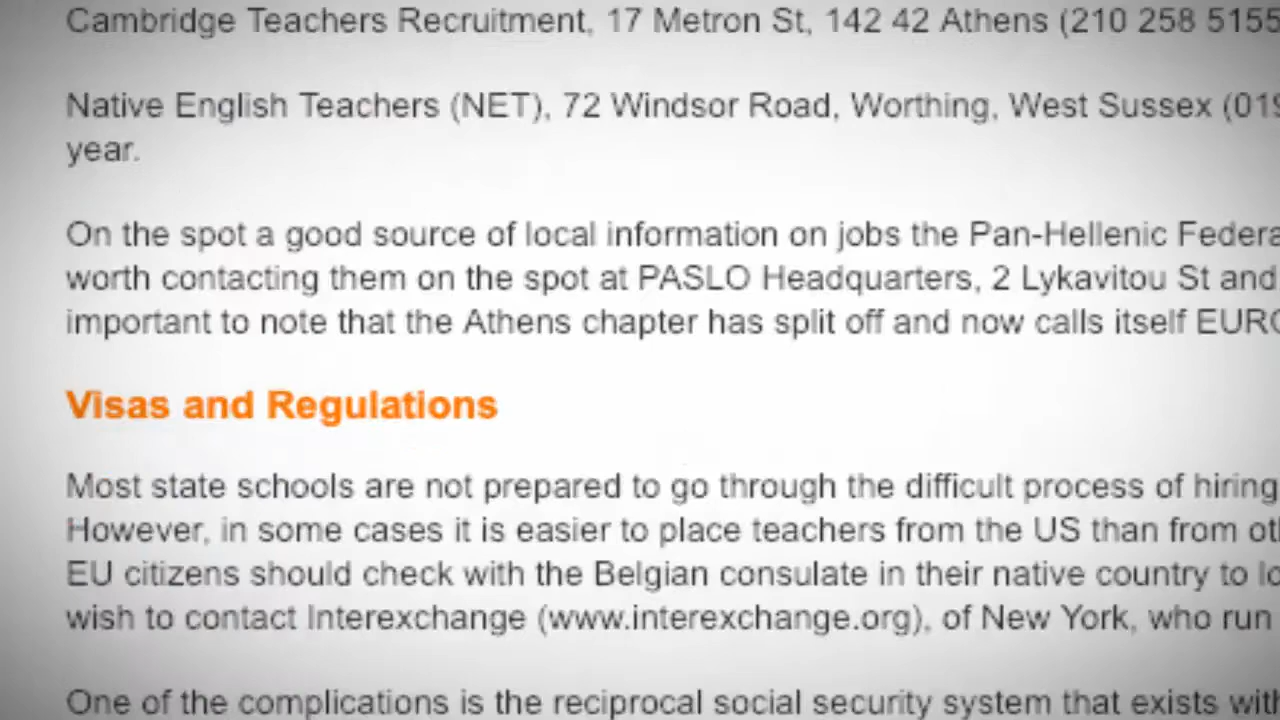 Cambridge Teachers Recruitment, 17 Metron St, 142 42 Athens (210 258 5155
Native English Teachers (NET), 72 Windsor Road, Worthing, West Sussex (019
year.
On the spot a good source of local information on jobs the Pan-Hellenic Federa
worth contacting them on the spot at PASLO Headquarters, 2 Lykavitou St and
important to note that the Athens chapter has split off and now calls itself EURO
Visas and Regulations
Most state schools are not prepared to go through the difficult process of hiring
However, in some cases it is easier to place teachers from the US than from ot
EU citizens should check with the Belgian consulate in their native country to lo
wish to contact Interexchange (www.interexchange.org), of New York, who run
One of the complications is the reciprocal social security system that exists with